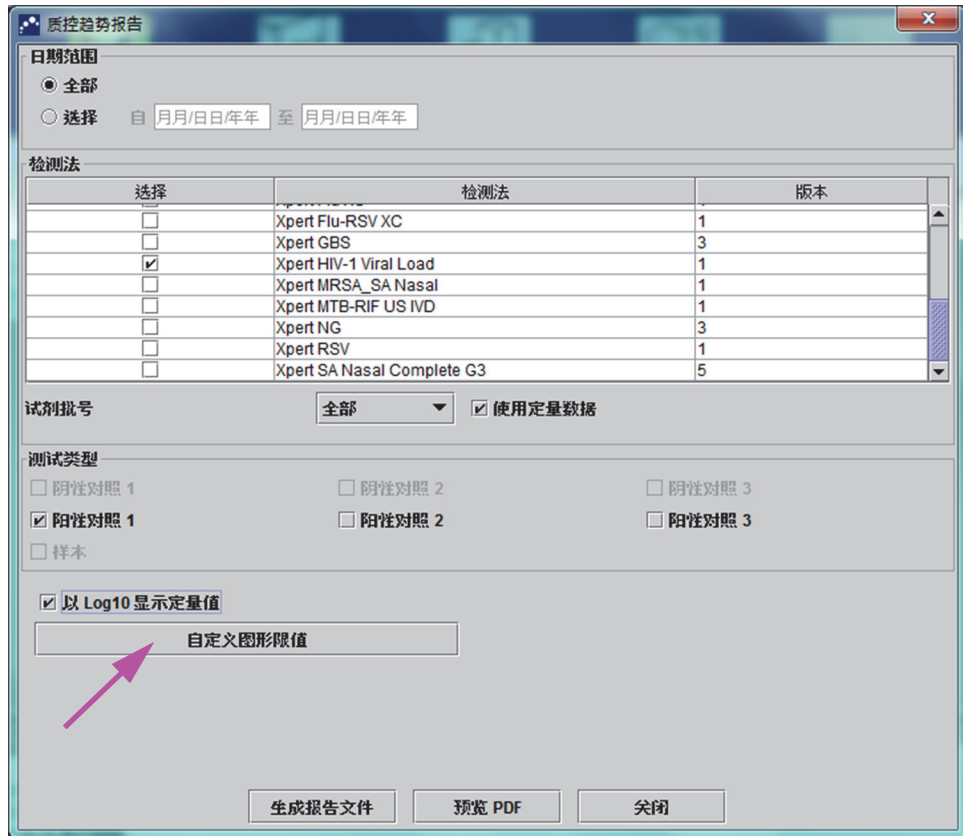 质控趋势报告
日期范围
全部
选择 自 月月/日日/年年 至 月月/日日/年年
检测法
选择 检测法 版本
Xpert Flu-RSV XC 1
Xpert GBS 3
Xpert HIV-1 Viral Load 1
Xpert MRSA_SA Nasal 1
Xpert MTB-RIF US IVD 1
Xpert NG 3
Xpert RSV 1
Xpert SA Nasal Complete G3 5
试剂批号 全部 使用定量数据
测试类型
阴性对照 1 阴性对照 2 阴性对照 3
阳性对照 1 阳性对照 2 阳性对照 3
样本
以 Log10 显示定量值
自定义图形限值
生成报告文件 预览 PDF 关闭